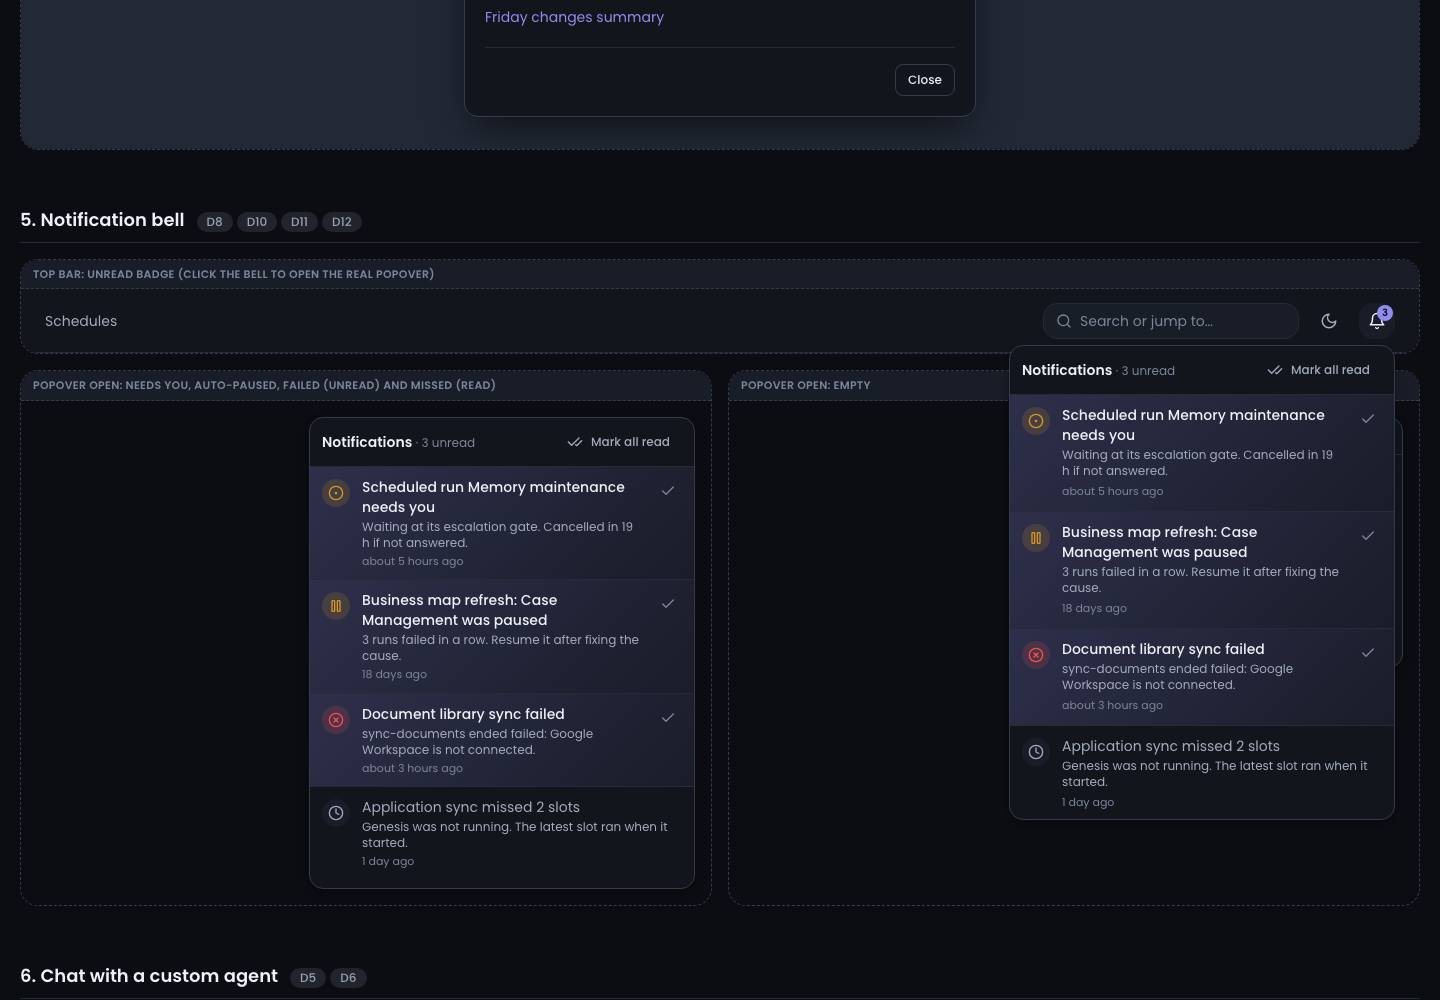 Friday changes summary
Close
5. Notification bell D8 D10 D11 D12
TOP BAR: UNREAD BADGE (CLICK THE BELL TO OPEN THE REAL POPOVER)
Schedules
Search or jump to...
3
POPOVER OPEN: NEEDS YOU, AUTO-PAUSED, FAILED (UNREAD) AND MISSED (READ)
Notifications · 3 unread Mark all read
Scheduled run Memory maintenance
needs you
Waiting at its escalation gate. Cancelled in 19
h if not answered.
about 5 hours ago
Business map refresh: Case
Management was paused
3 runs failed in a row. Resume it after fixing the
cause.
18 days ago
Document library sync failed
sync-documents ended failed: Google
Workspace is not connected.
about 3 hours ago
Application sync missed 2 slots
Genesis was not running. The latest slot ran when it
started.
1 day ago
POPOVER OPEN: EMPTY
Notifications · 3 unread Mark all read
Scheduled run Memory maintenance
needs you
Waiting at its escalation gate. Cancelled in 19
h if not answered.
about 5 hours ago
Business map refresh: Case
Management was paused
3 runs failed in a row. Resume it after fixing the
cause.
18 days ago
Document library sync failed
sync-documents ended failed: Google
Workspace is not connected.
about 3 hours ago
Application sync missed 2 slots
Genesis was not running. The latest slot ran when it
started.
1 day ago
6. Chat with a custom agent D5 D6